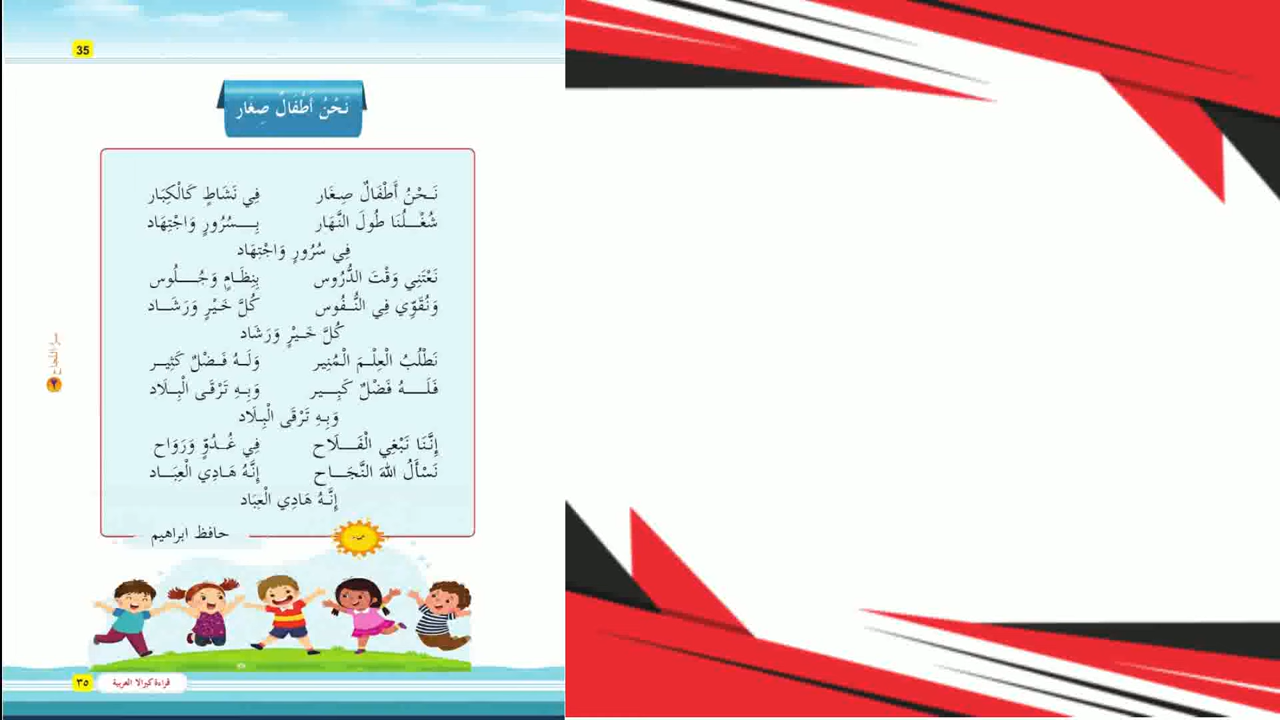 35
نَحْنُ أَطْفَالٌ صِغَار
نَحْنُ أَطْفَالٌ صِغَار فِي نَشَاطٍ كَالْكِبَار
شُغْلُنَا طُولَ النَّهَار بِسُرُورٍ وَاجْتِهَاد
فِي سُرُورٍ وَاجْتِهَاد
نَعْتَنِي وَقْتَ الدُّرُوس بِنِظَامٍ وَجُلُوس
وَنُقَوِّي فِي النُّفُوس كُلَّ خَيْرٍ وَرَشَاد
كُلَّ خَيْرٍ وَرَشَاد
نَطْلُبُ الْعِلْمَ الْمُنِير وَلَهُ فَضْلٌ كَثِير
فَلَهُ فَضْلٌ كَبِير وَبِهِ تَرْقَى الْبِلَاد
وَبِهِ تَرْقَى الْبِلَاد
إِنَّنَا نَبْغِي الْفَلَاح فِي غُدُوٍّ وَرَوَاح
نَسْأَلُ اللهَ النَّجَاح إِنَّهُ هَادِي الْعِبَاد
إِنَّهُ هَادِي الْعِبَاد
حافظ ابراهيم
٢
٣٥ قراءة كيرالا العربية